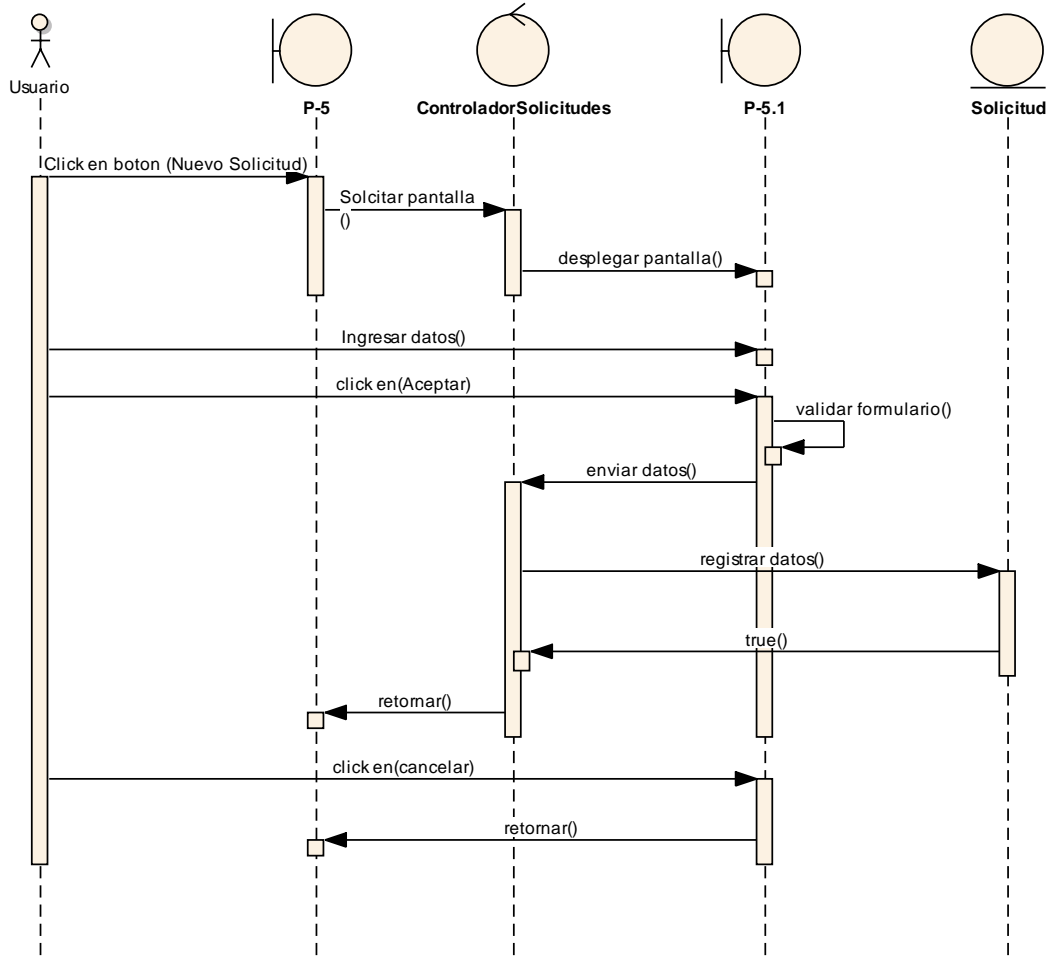 Usuario
P-5
ControladorSolicitudes
P-5.1
Solicitud
Click en boton (Nuevo Solicitud)
Solcitar pantalla
()
desplegar pantalla()
Ingresar datos()
click en(Aceptar)
validar formulario()
enviar datos()
registrar datos()
true()
retornar()
click en(cancelar)
retornar()